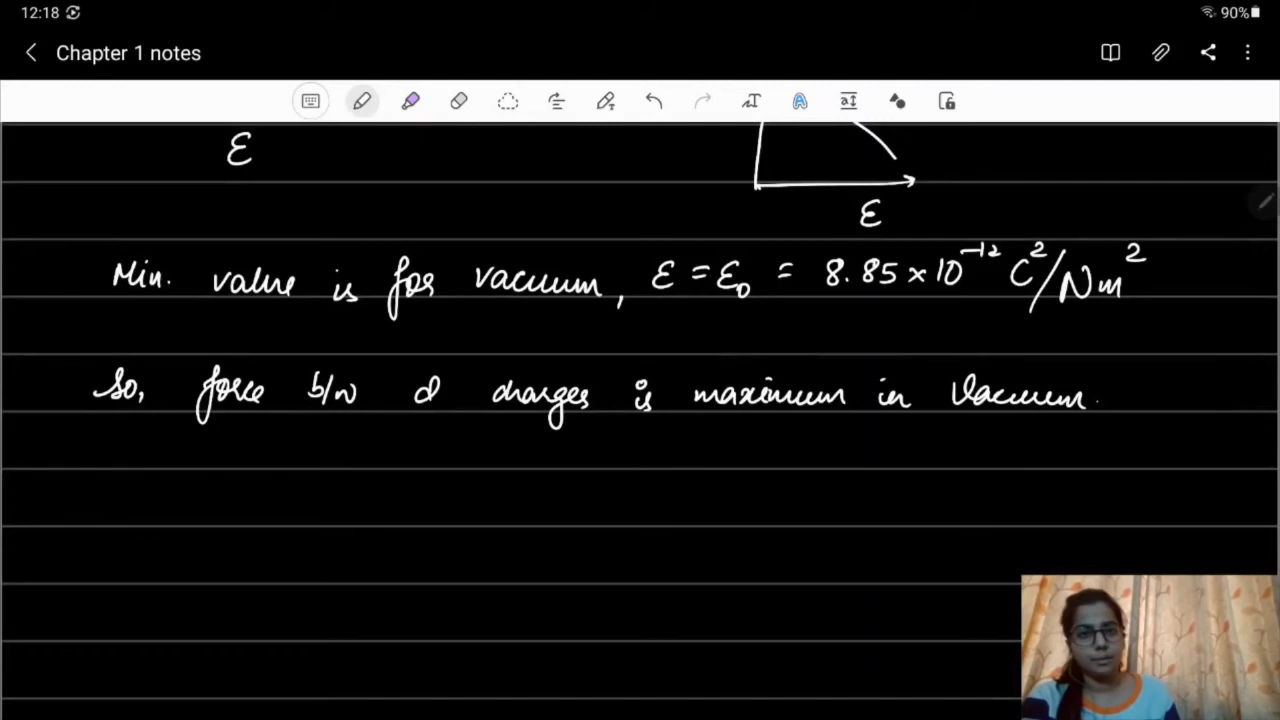 12:18
90%
Chapter 1 notes
ε
ε
Min. value is for vacuum, ε = ε₀ = 8.85 × 10⁻¹² C²/Nm²
So, force b/w charges is maximum in vacuum.